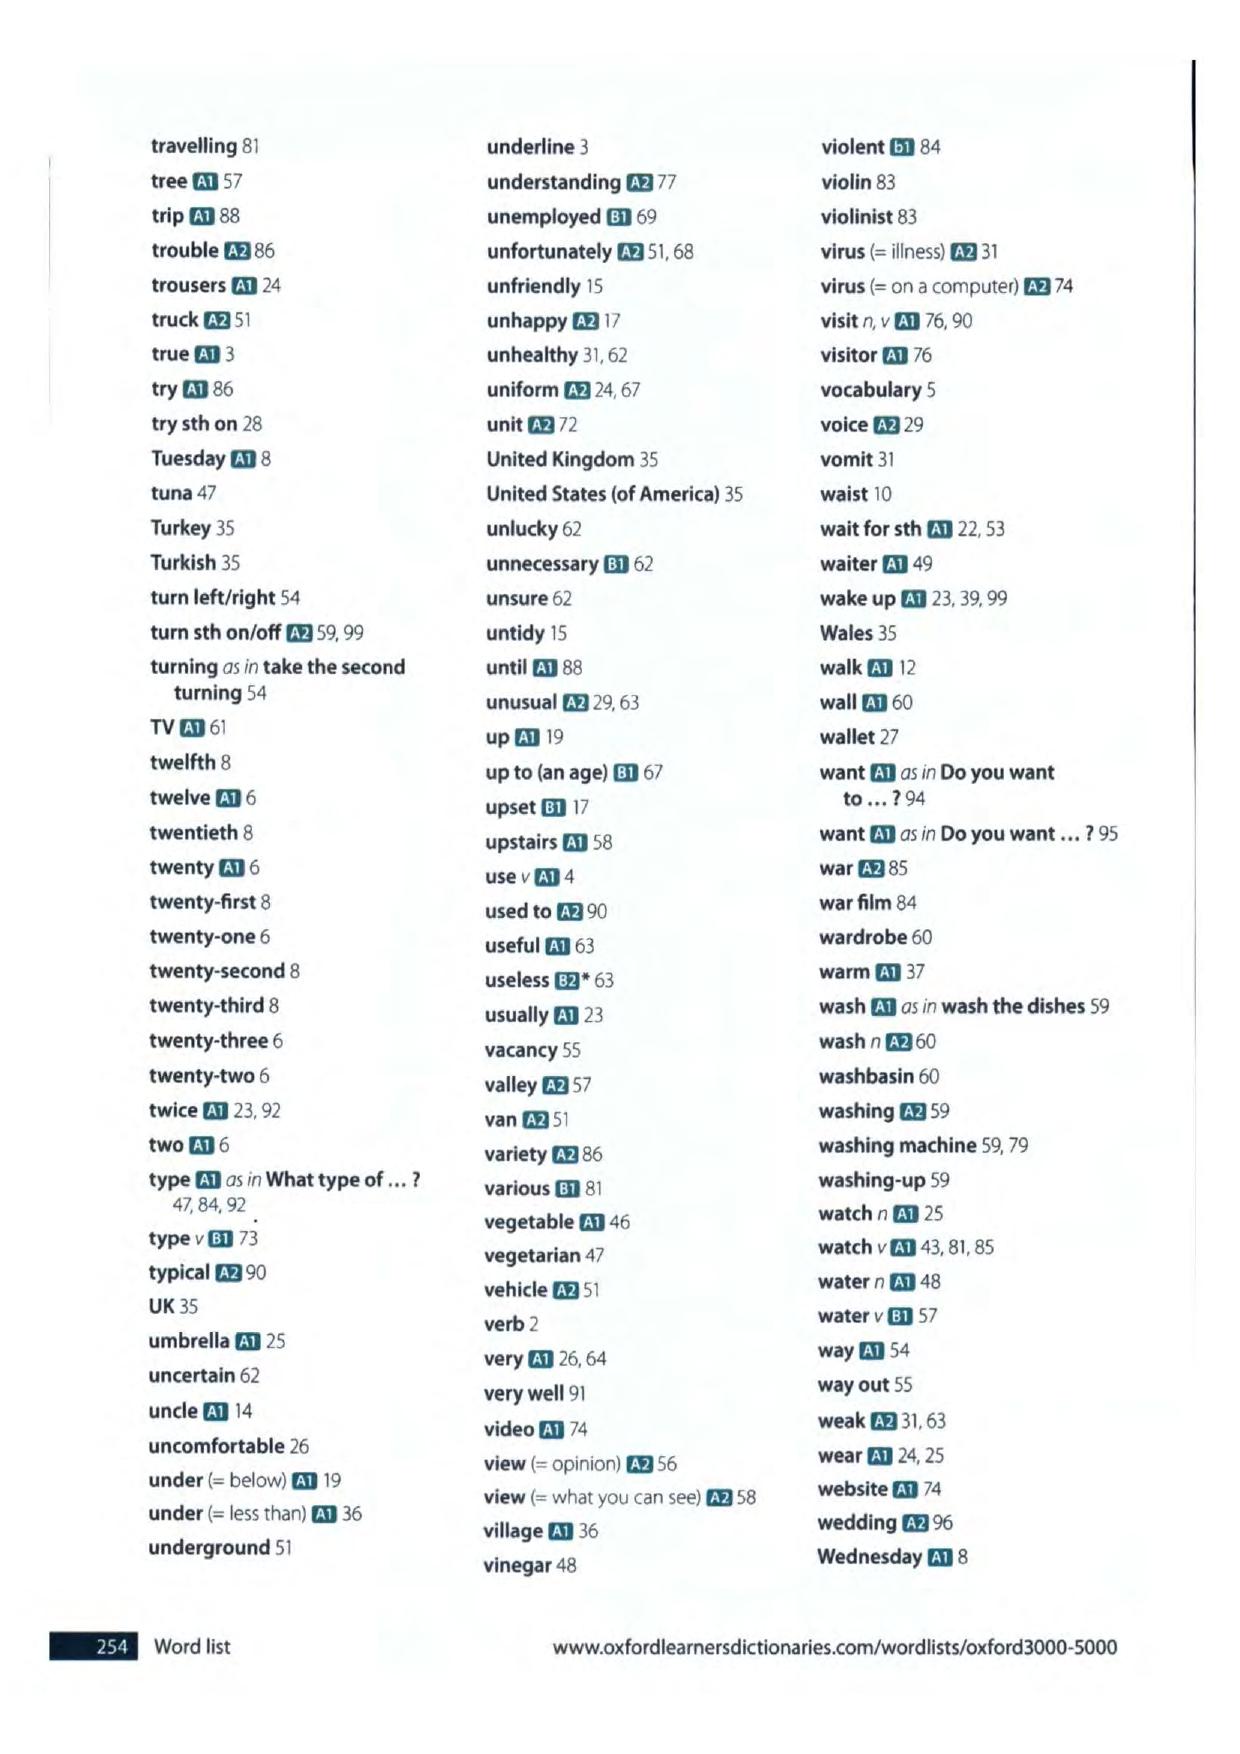 travelling 81
tree A1 57
trip A1 88
trouble A2 86
trousers A1 24
truck A2 51
true A1 3
try A1 86
try sth on 28
Tuesday A1 8
tuna 47
Turkey 35
Turkish 35
turn left/right 54
turn sth on/off A2 59, 99
turning as in take the second
turning 54
TV A1 61
twelfth 8
twelve A1 6
twentieth 8
twenty A1 6
twenty-first 8
twenty-one 6
twenty-second 8
twenty-third 8
twenty-three 6
twenty-two 6
twice A1 23, 92
two A1 6
type A1 as in What type of ... ?
47, 84, 92
type v B1 73
typical A2 90
UK 35
umbrella A1 25
uncertain 62
uncle A1 14
uncomfortable 26
under (= below) A1 19
under (= less than) A1 36
underground 51
underline 3
understanding A2 77
unemployed B1 69
unfortunately A2 51, 68
unfriendly 15
unhappy A2 17
unhealthy 31, 62
uniform A2 24, 67
unit A2 72
United Kingdom 35
United States (of America) 35
unlucky 62
unnecessary B1 62
unsure 62
untidy 15
until A1 88
unusual A2 29, 63
up A1 19
up to (an age) B1 67
upset B1 17
upstairs A1 58
use v A1 4
used to A2 90
useful A1 63
useless B2* 63
usually A1 23
vacancy 55
valley A2 57
van A2 51
variety A2 86
various B1 81
vegetable A1 46
vegetarian 47
vehicle A2 51
verb 2
very A1 26, 64
very well 91
video A1 74
view (= opinion) A2 56
view (= what you can see) A2 58
village A1 36
vinegar 48
violent b1 84
violin 83
violinist 83
virus (= illness) A2 31
virus (= on a computer) A2 74
visit n, v A1 76, 90
visitor A1 76
vocabulary 5
voice A2 29
vomit 31
waist 10
wait for sth A1 22, 53
waiter A1 49
wake up A1 23, 39, 99
Wales 35
walk A1 12
wall A1 60
wallet 27
want A1 as in Do you want
to ... ? 94
want A1 as in Do you want ... ? 95
war A2 85
war film 84
wardrobe 60
warm A1 37
wash A1 as in wash the dishes 59
wash n A2 60
washbasin 60
washing A2 59
washing machine 59, 79
washing-up 59
watch n A1 25
watch v A1 43, 81, 85
water n A1 48
water v B1 57
way A1 54
way out 55
weak A2 31, 63
wear A1 24, 25
website A1 74
wedding A2 96
Wednesday A1 8
254 Word list
www.oxfordlearnersdictionaries.com/wordlists/oxford3000-5000